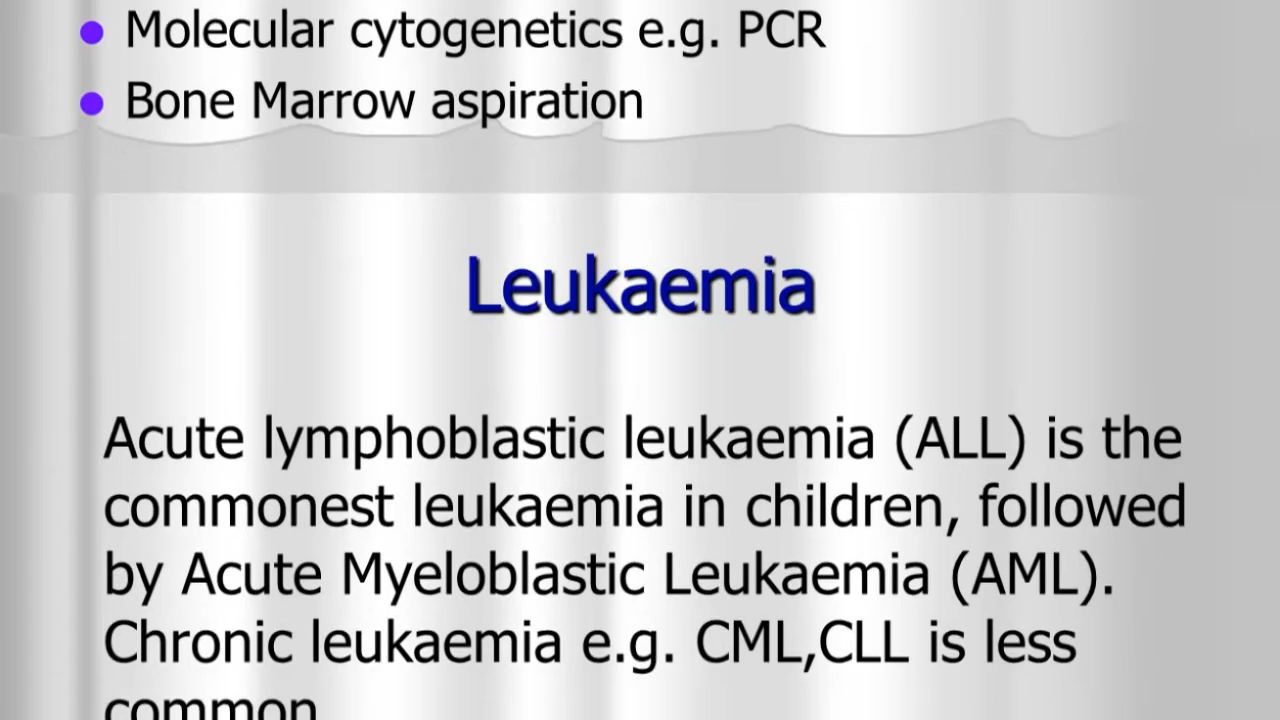 Molecular cytogenetics e.g. PCR
Bone Marrow aspiration
Leukaemia
Acute lymphoblastic leukaemia (ALL) is the
commonest leukaemia in children, followed
by Acute Myeloblastic Leukaemia (AML).
Chronic leukaemia e.g. CML,CLL is less
common